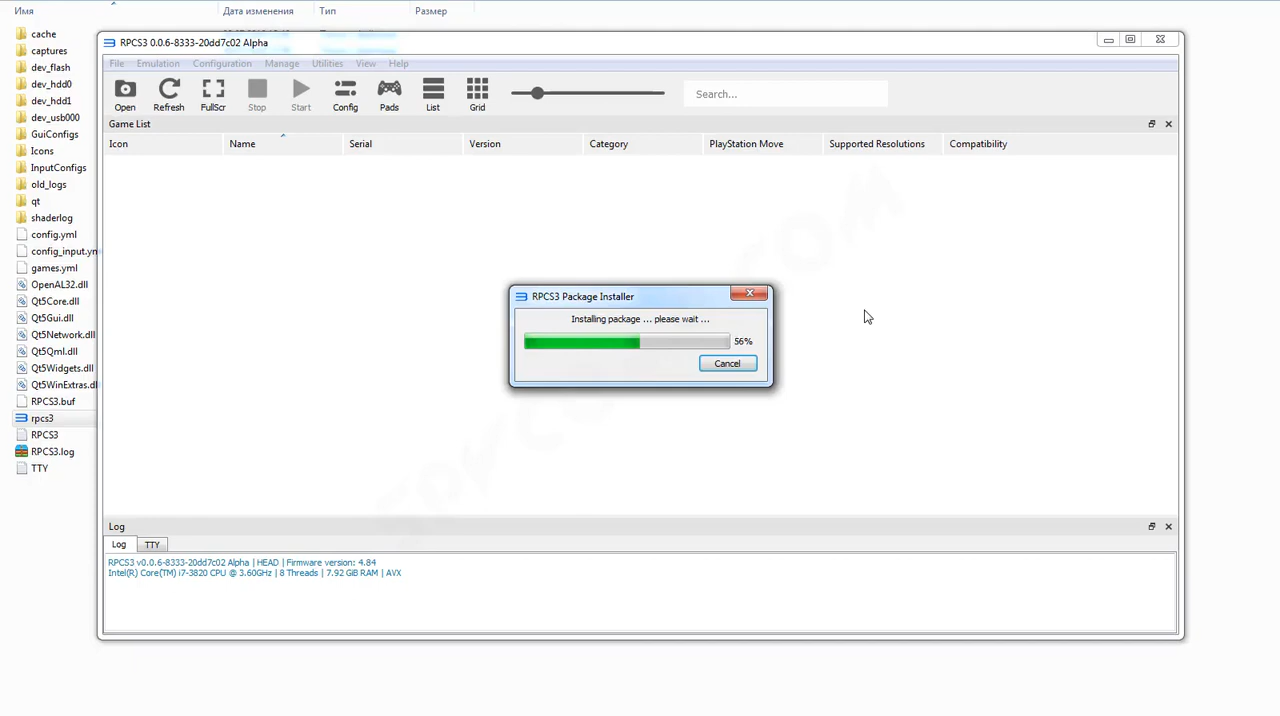 Имя Дата изменения Тип Размер
cache
captures
dev_flash
dev_hdd0
dev_hdd1
dev_usb000
GuiConfigs
Icons
InputConfigs
old_logs
qt
shaderlog
config.yml
config_input.ym
games.yml
OpenAL32.dll
Qt5Core.dll
Qt5Gui.dll
Qt5Network.dll
Qt5Qml.dll
Qt5Widgets.dll
Qt5WinExtras.dl
RPCS3.buf
rpcs3
RPCS3
RPCS3.log
TTY
RPCS3 0.0.6-8333-20dd7c02 Alpha
File Emulation Configuration Manage Utilities View Help
Open Refresh FullScr Stop Start Config Pads List Grid Search...
Game List
Icon Name Serial Version Category PlayStation Move Supported Resolutions Compatibility
RPCS3 Package Installer
Installing package ... please wait ...
56%
Cancel
Log
Log TTY
RPCS3 v0.0.6-8333-20dd7c02 Alpha | HEAD | Firmware version: 4.84
Intel(R) Core(TM) i7-3820 CPU @ 3.60GHz | 8 Threads | 7.92 GiB RAM | AVX